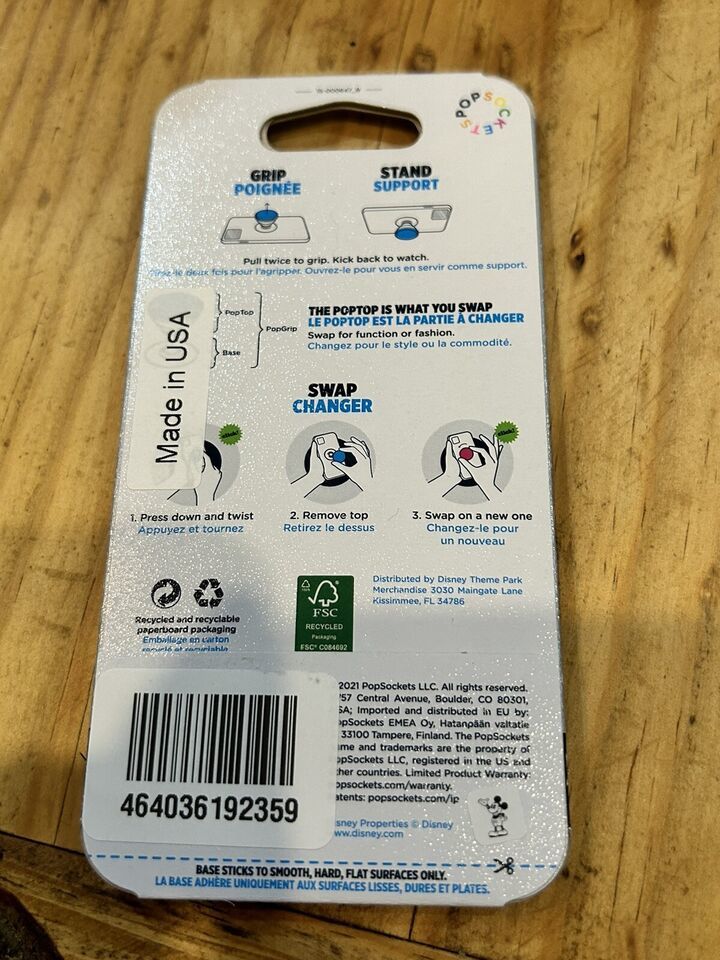 POPSOCKETS
GRIP
POIGNÉE
STAND
SUPPORT
Pull twice to grip. Kick back to watch.
deux fois pour l'agripper. Ouvrez-le pour vous en servir comme support.
Made in USA
PopTop
Base
PopGrip
THE POPTOP IS WHAT YOU SWAP
LE POPTOP EST LA PARTIE À CHANGER
Swap for function or fashion.
Changez pour le style ou la commodité.
SWAP
CHANGER
1. Press down and twist
Appuyez et tournez
2. Remove top
Retirez le dessus
3. Swap on a new one
Changez-le pour
un nouveau
Recycled and recyclable
paperboard packaging
Emballage en carton
recyclé et recyclable
FSC
RECYCLED
Packaging
FSC® C084692
Distributed by Disney Theme Park
Merchandise 3030 Maingate Lane
Kissimmee, FL 34786
464036192359
2021 PopSockets LLC. All rights reserved.
Central Avenue, Boulder, CO 80301,
Imported and distributed in EU by:
EMEA Oy, Hatanpään valtatie
33100 Tampere, Finland. The PopSockets
and trademarks are the property of
LLC, registered in the US and
countries. Limited Product Warranty:
popsockets.com/warranty.
popsockets.com/ip
Properties © Disney
www.disney.com
BASE STICKS TO SMOOTH, HARD, FLAT SURFACES ONLY.
LA BASE ADHÈRE UNIQUEMENT AUX SURFACES LISSES, DURES ET PLATES.